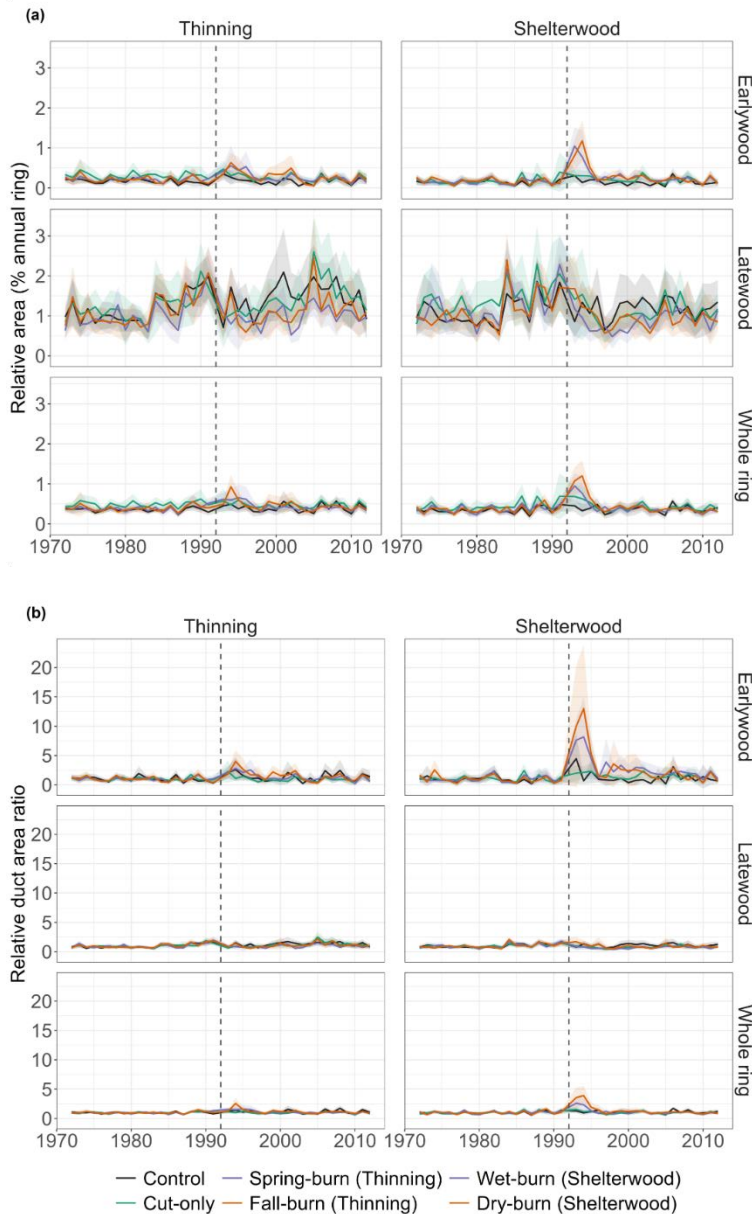 (a)
Thinning
Shelterwood
Relative area (% annual ring)
3
2
1
0
Earlywood
3
2
1
0
Latewood
3
2
1
0
Whole ring
1970 1980 1990 2000 2010
1970 1980 1990 2000 2010
(b)
Thinning
Shelterwood
Relative duct area ratio
20
15
10
5
0
Earlywood
20
15
10
5
0
Latewood
20
15
10
5
0
Whole ring
1970 1980 1990 2000 2010
1970 1980 1990 2000 2010
Control Spring-burn (Thinning) Wet-burn (Shelterwood)
Cut-only Fall-burn (Thinning) Dry-burn (Shelterwood)